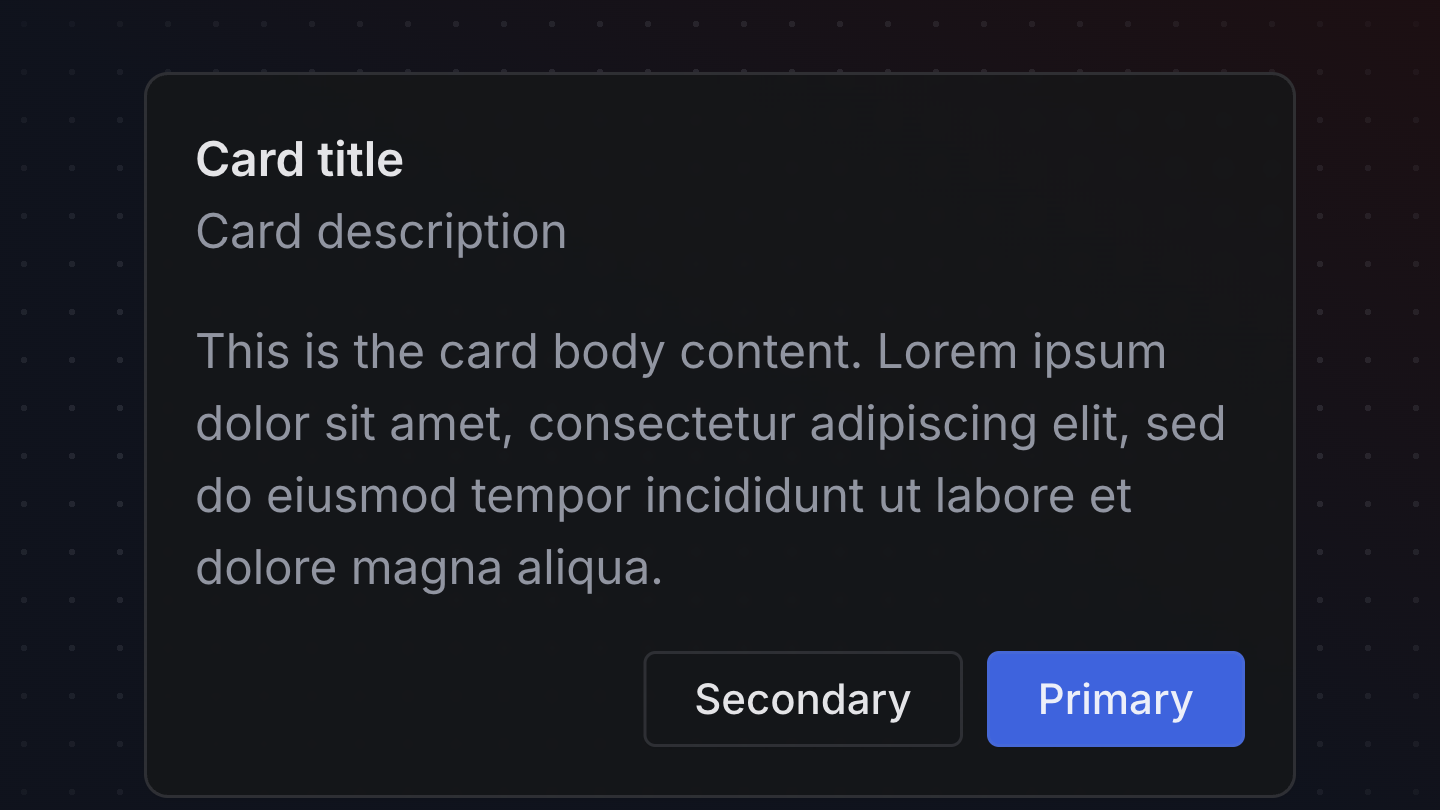 Card title
Card description
This is the card body content. Lorem ipsum
dolor sit amet, consectetur adipiscing elit, sed
do eiusmod tempor incididunt ut labore et
dolore magna aliqua.
Secondary
Primary